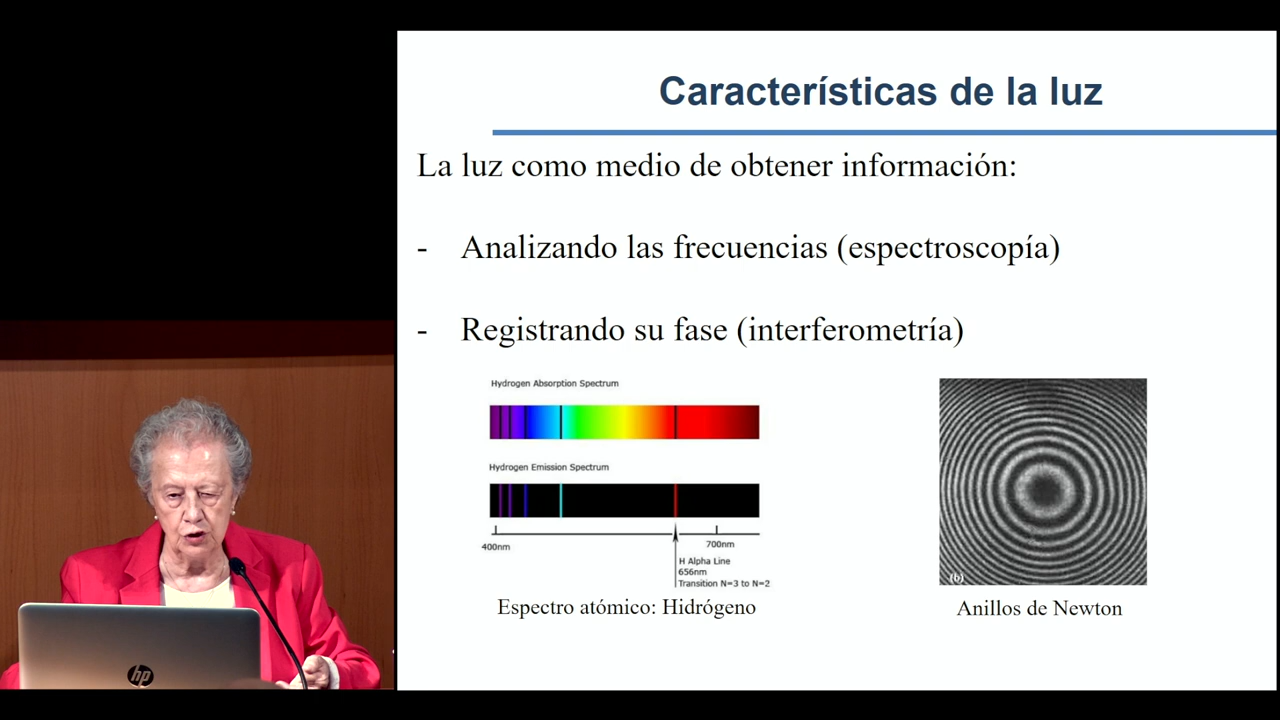 Características de la luz
La luz como medio de obtener información:
- Analizando las frecuencias (espectroscopía)
- Registrando su fase (interferometría)
Hydrogen Absorption Spectrum
Hydrogen Emission Spectrum
400nm
700nm
H Alpha Line
656nm
Transition N=3 to N=2
Espectro atómico: Hidrógeno
(b)
Anillos de Newton
hp